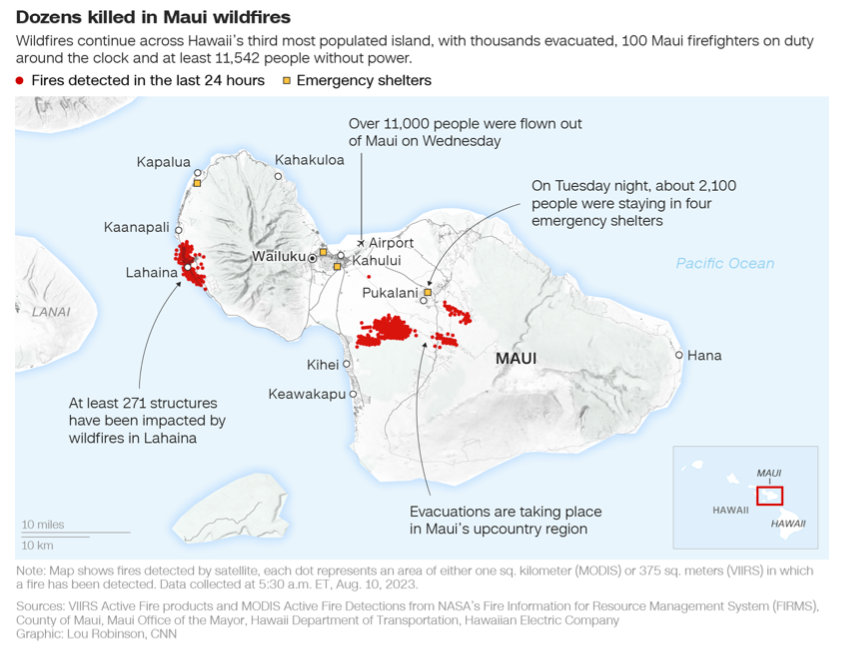 Dozens killed in Maui wildfires
Wildfires continue across Hawaii's third most populated island, with thousands evacuated, 100 Maui firefighters on duty
around the clock and at least 11,542 people without power.
Fires detected in the last 24 hours
Emergency shelters
Over 11,000 people were flown out
of Maui on Wednesday
Kapalua
Kahakuloa
On Tuesday night, about 2,100
people were staying in four
emergency shelters
Kaanapali
Airport
Wailuku
Kahului
Pacific Ocean
Lahaina
Pukalani
LANAI
MAUI
Hana
Kihei
Keawakapu
At least 271 structures
have been impacted by
wildfires in Lahaina
Evacuations are taking place
in Maui's upcountry region
MAUI
HAWAII
HAWAII
10 miles
10 km
Note: Map shows fires detected by satellite, each dot represents an area of either one sq. kilometer (MODIS) or 375 sq. meters (VIIRS) in which
a fire has been detected. Data collected at 5:30 a.m. ET, Aug. 10, 2023.
Sources: VIIRS Active Fire products and MODIS Active Fire Detections from NASA's Fire Information for Resource Management System (FIRMS),
County of Maui, Maui Office of the Mayor, Hawaii Department of Transportation, Hawaiian Electric Company
Graphic: Lou Robinson, CNN